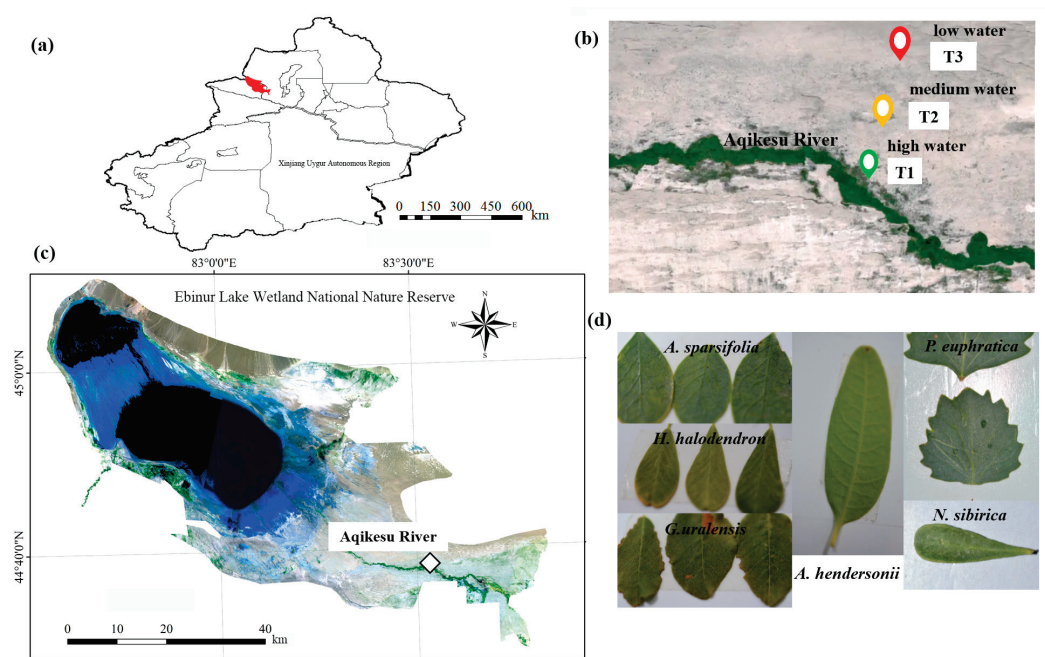 (a)
Xinjiang Uygur Autonomous Region
0 150 300 450 600
km
(b)
low water
T3
medium water
T2
Aqikesu River
high water
T1
(c)
83°0'0"E 83°30'0"E
Ebinur Lake Wetland National Nature Reserve
N
W E
S
45°0'0"N
44°40'0"N
Aqikesu River
0 10 20 40
km
(d)
A. sparsifolia
P. euphratica
H. halodendron
G.uralensis
N. sibirica
A. hendersonii